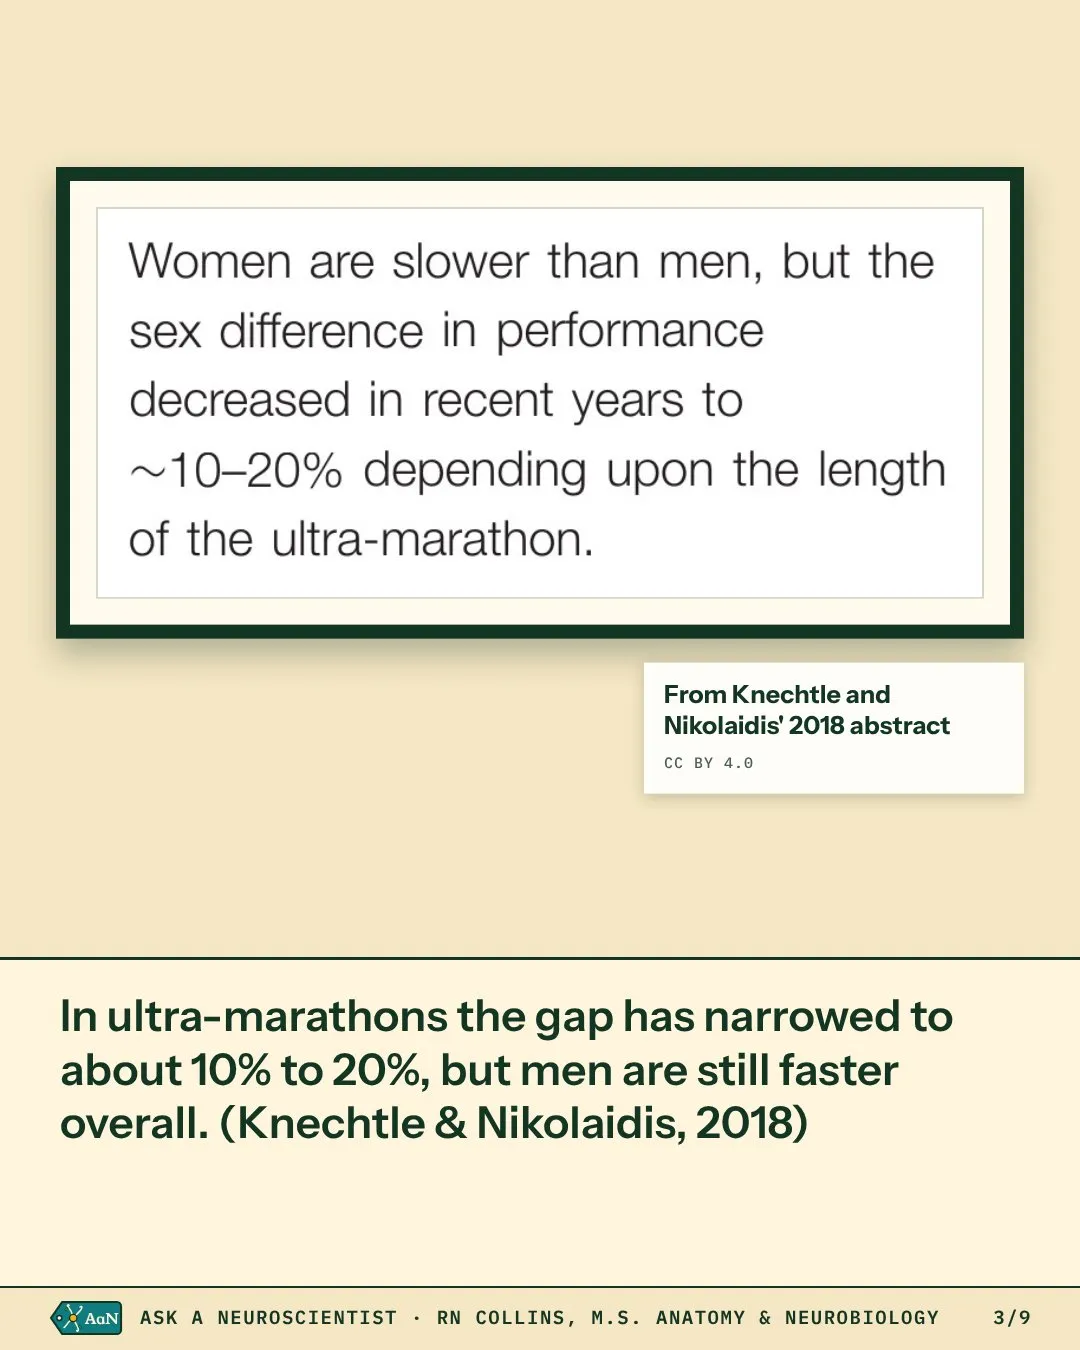 Women are slower than men, but the
sex difference in performance
decreased in recent years to
~10–20% depending upon the length
of the ultra-marathon.
From Knechtle and
Nikolaidis' 2018 abstract
CC BY 4.0
In ultra-marathons the gap has narrowed to
about 10% to 20%, but men are still faster
overall. (Knechtle & Nikolaidis, 2018)
AaN ASK A NEUROSCIENTIST · RN COLLINS, M.S. ANATOMY & NEUROBIOLOGY 3/9